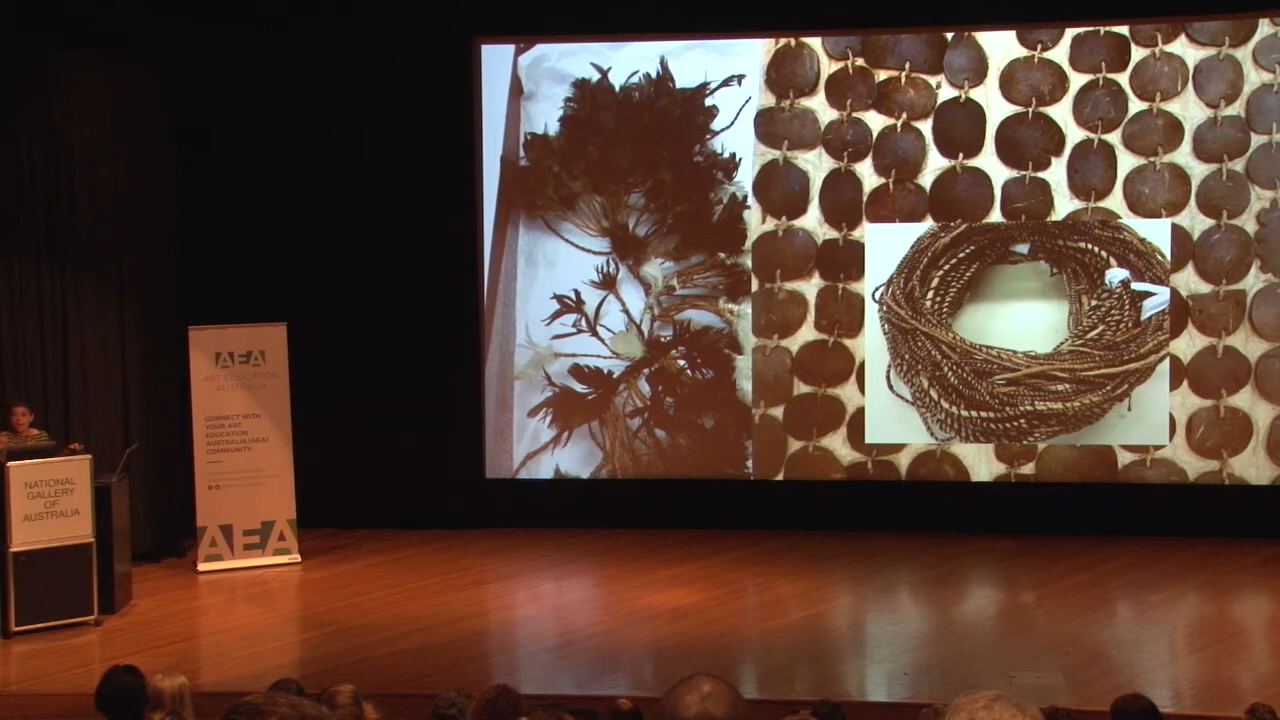 AEA
ART EDUCATION
AUSTRALIA
CONNECT WITH
YOUR ART
EDUCATION
AUSTRALIA (AEA)
COMMUNITY.
AEA
NATIONAL
GALLERY
OF
AUSTRALIA